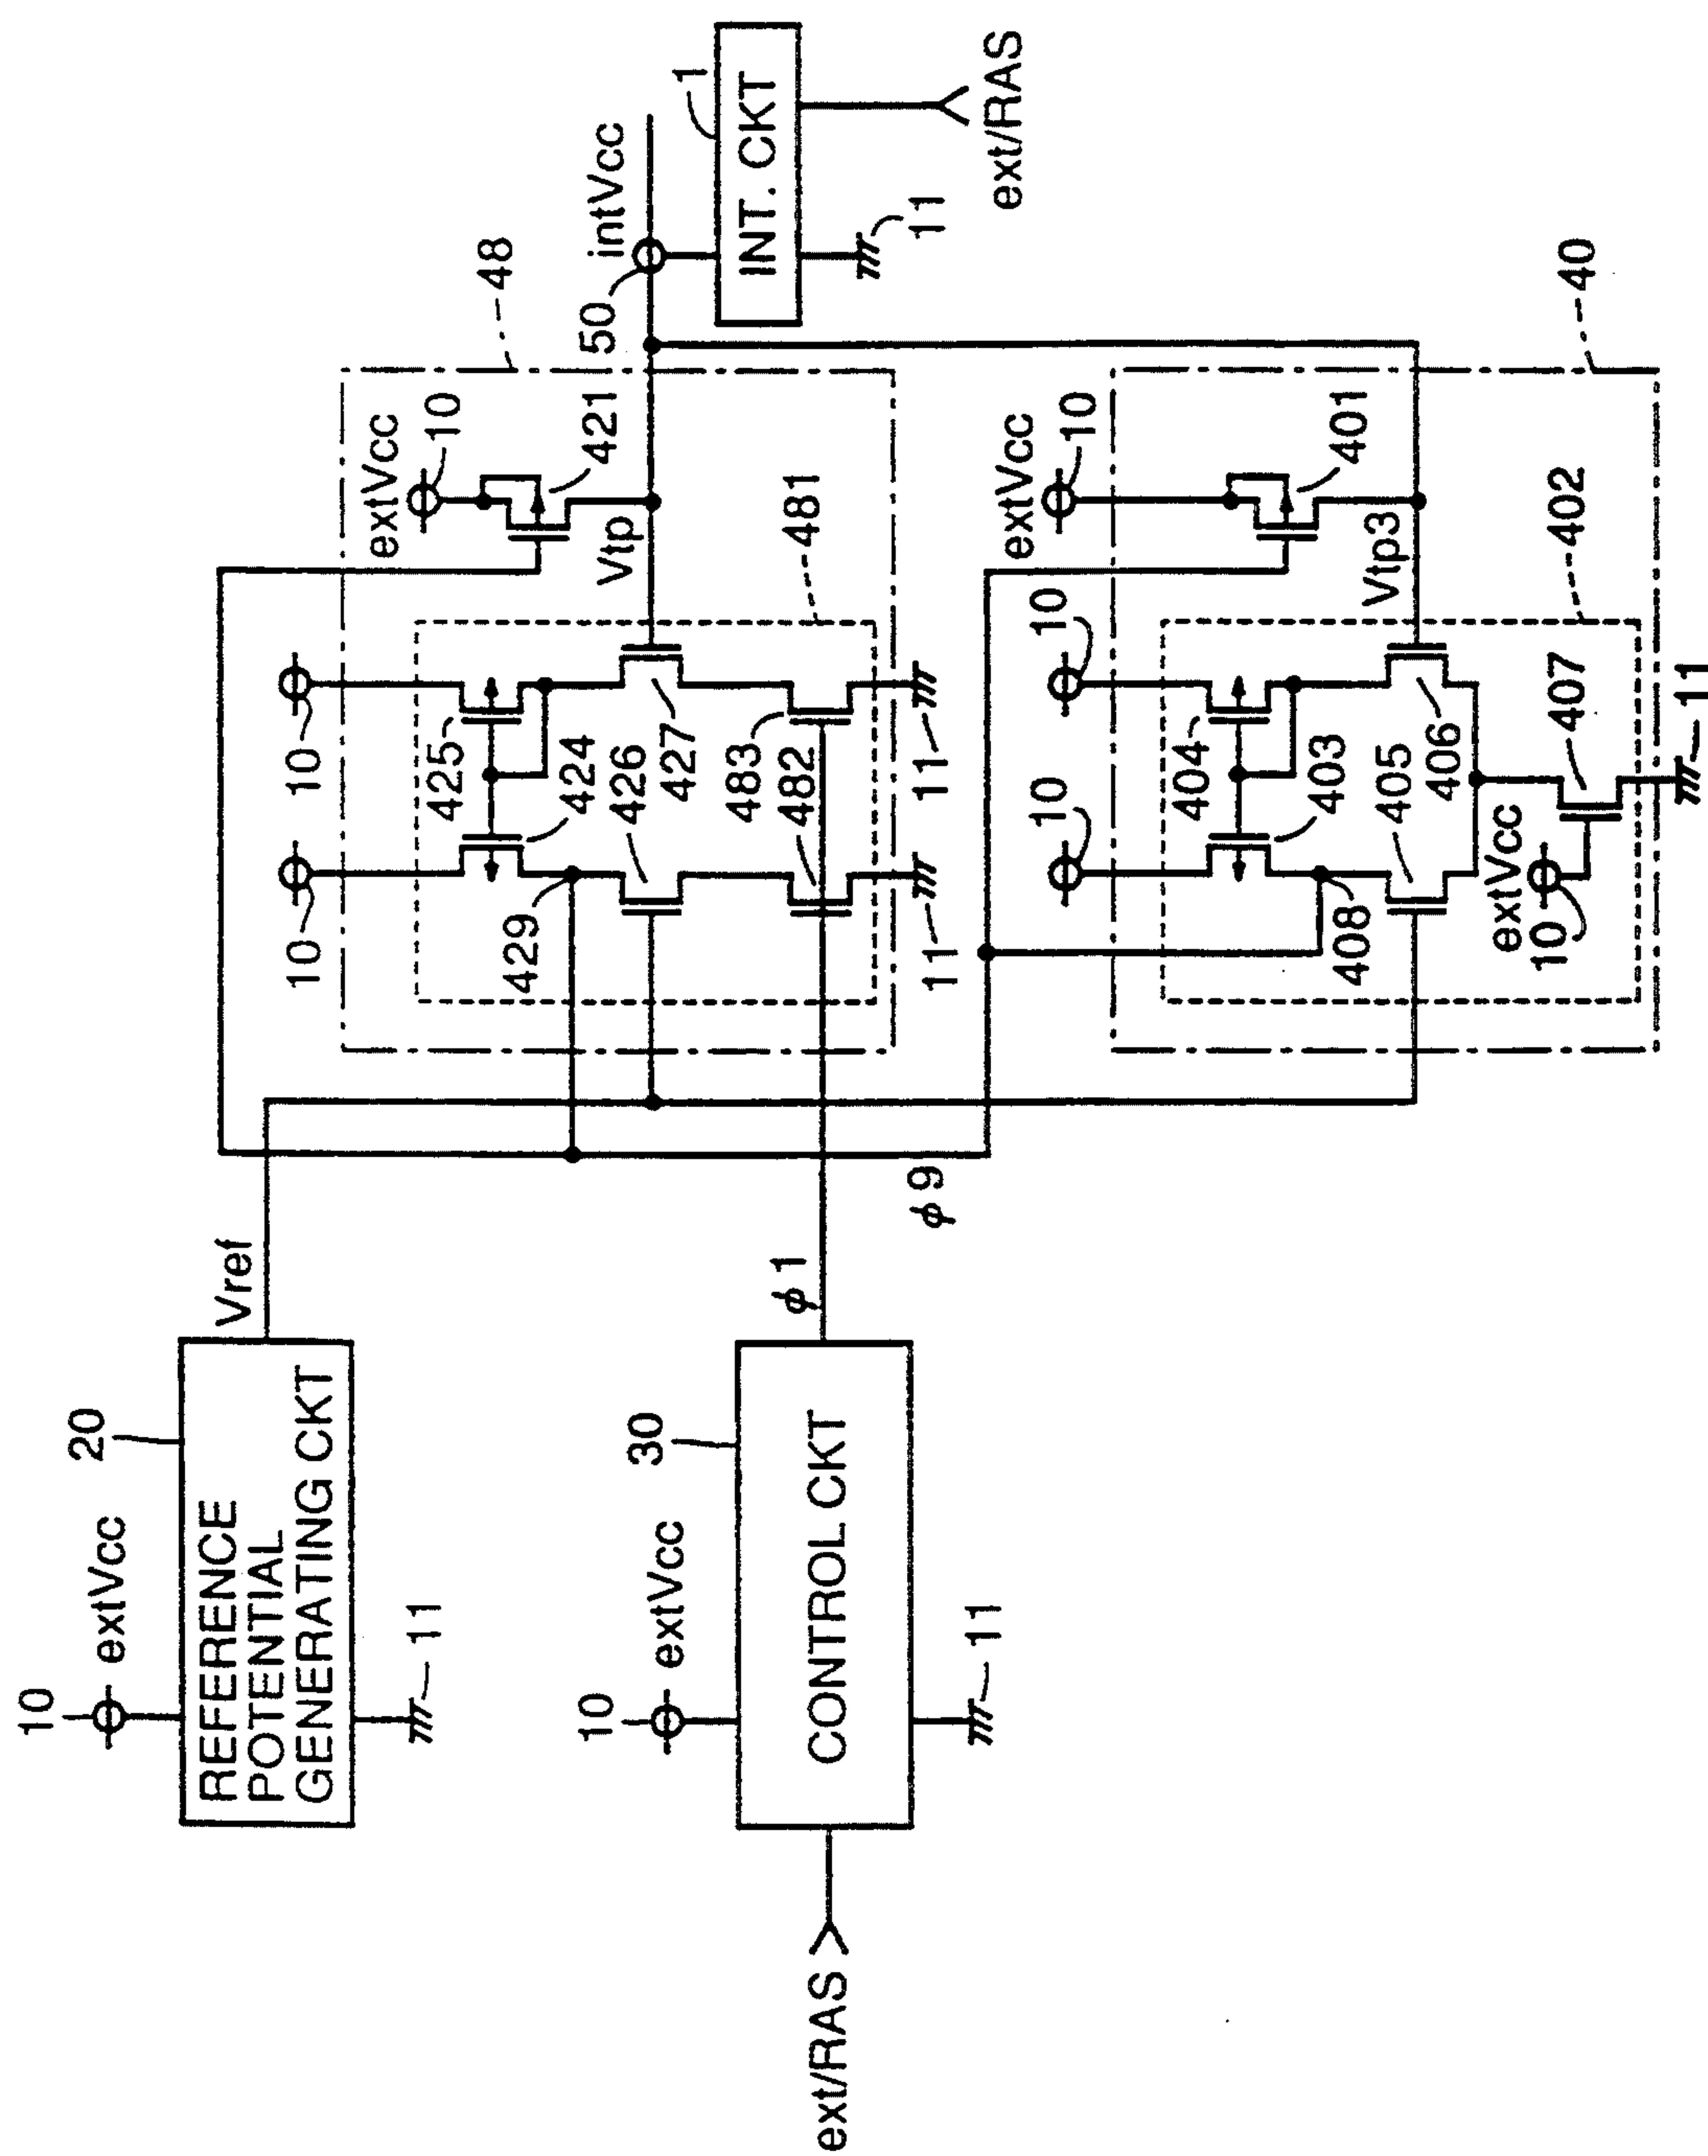 10
extVcc
20
REFERENCE
POTENTIAL
GENERATING CKT
11
Vref
10
extVcc
30
CONTROL CKT
11
ext/RAS
φ1
φ9
48
10
10
extVcc
10
421
Vtp
481
425
424
426
427
429
483
482
11
11
intVcc
50
1
INT. CKT
11
ext/RAS
40
10
10
extVcc
10
401
Vtp3
402
404
403
405
406
408
407
extVcc
10
11